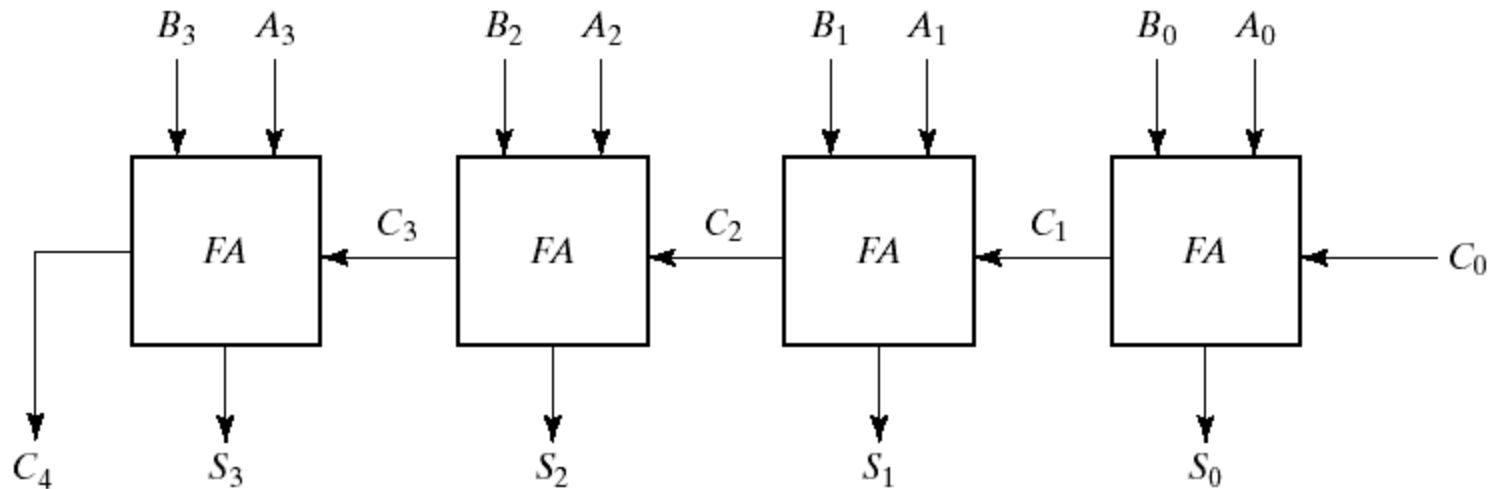 B₃ A₃ B₂ A₂ B₁ A₁ B₀ A₀
C₃ C₂ C₁
FA FA FA FA C₀
C₄ S₃ S₂ S₁ S₀